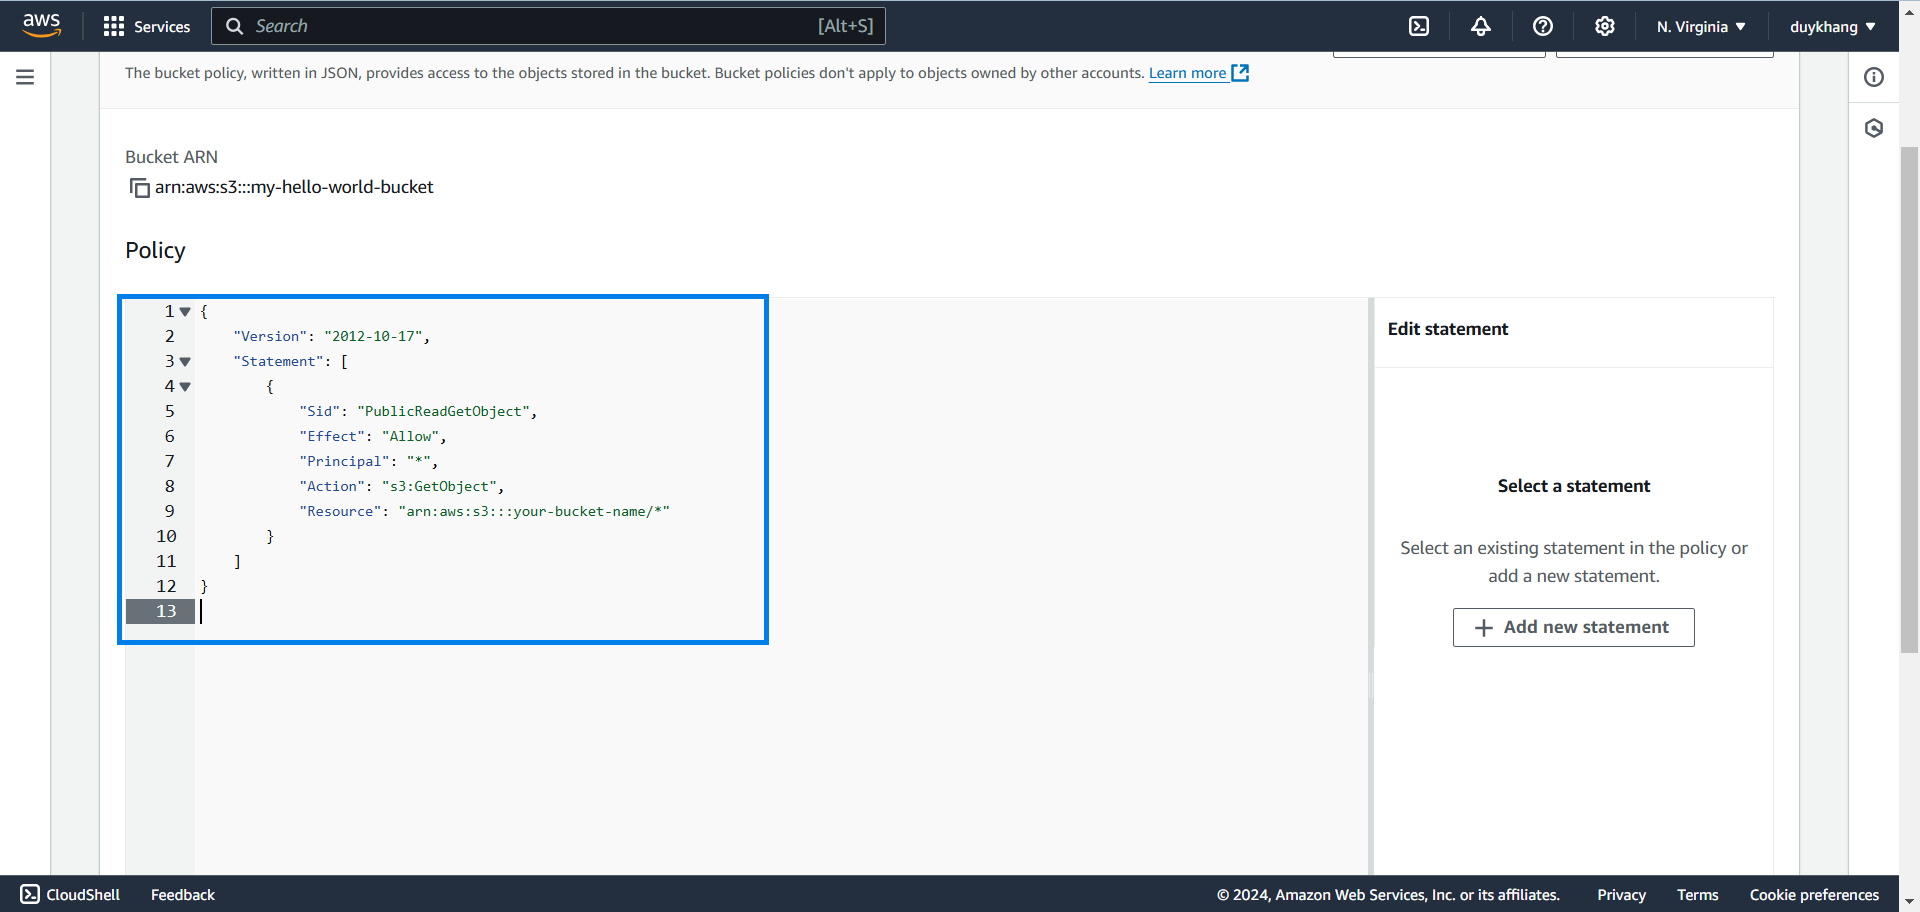 aws Services Search [Alt+S] N. Virginia duykhang
The bucket policy, written in JSON, provides access to the objects stored in the bucket. Bucket policies don't apply to objects owned by other accounts. Learn more
Bucket ARN
arn:aws:s3:::my-hello-world-bucket
Policy
1 {
2 "Version": "2012-10-17",
3 "Statement": [
4 {
5 "Sid": "PublicReadGetObject",
6 "Effect": "Allow",
7 "Principal": "*",
8 "Action": "s3:GetObject",
9 "Resource": "arn:aws:s3:::your-bucket-name/*"
10 }
11 ]
12 }
13
Edit statement
Select a statement
Select an existing statement in the policy or
add a new statement.
Add new statement
CloudShell Feedback © 2024, Amazon Web Services, Inc. or its affiliates. Privacy Terms Cookie preferences